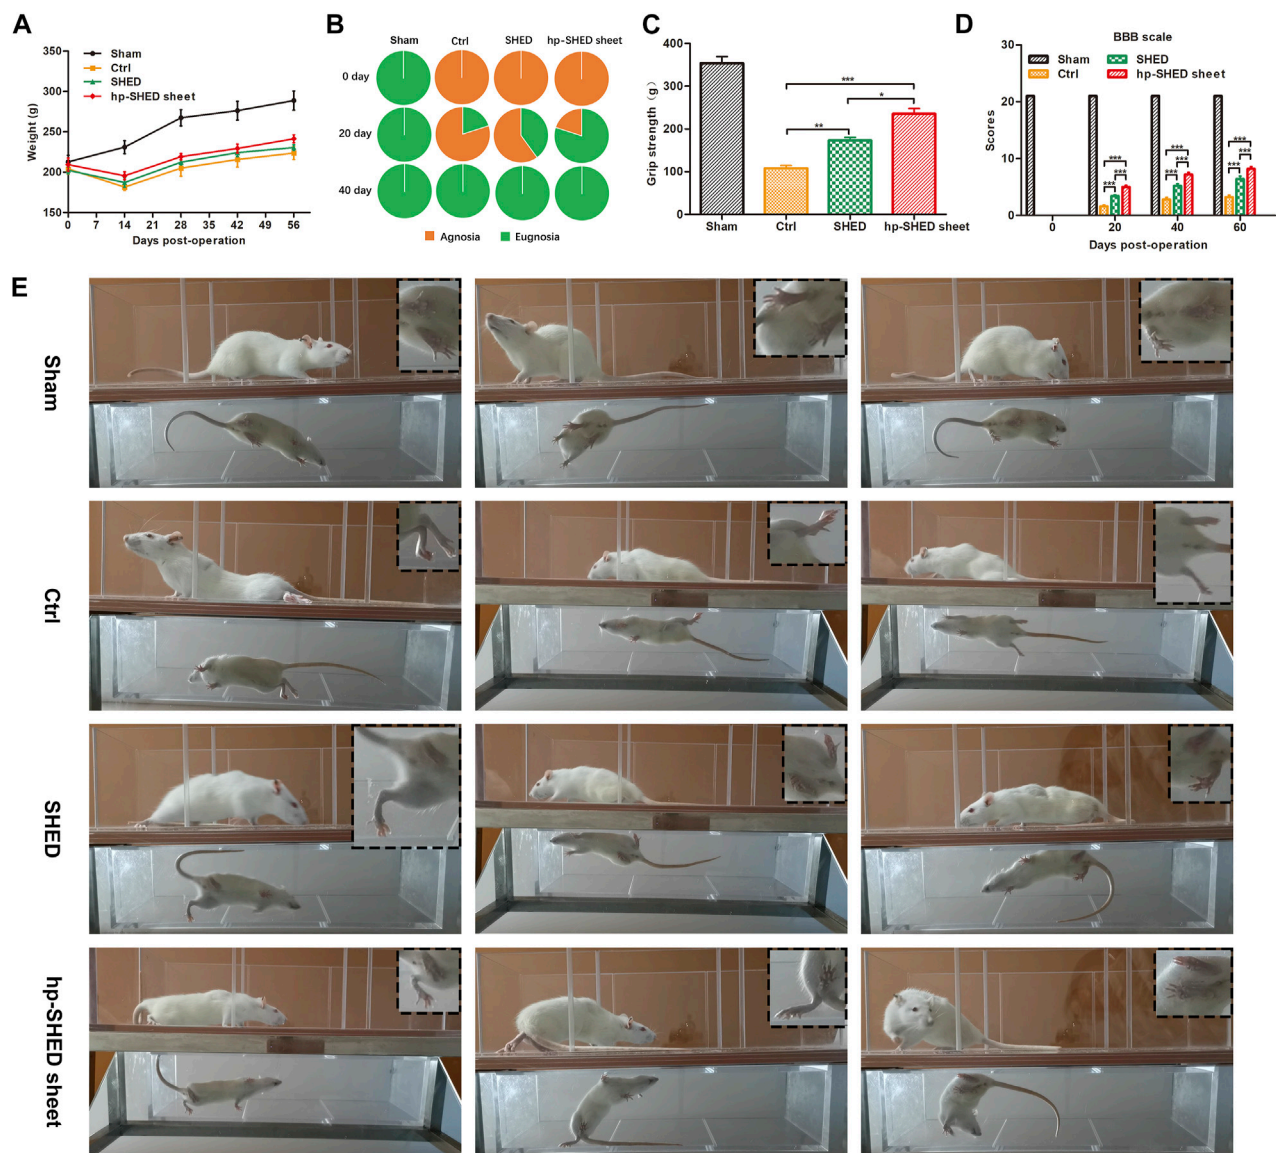 A
350
300
250
200
150
Weight (g)
Sham
Ctrl
SHED
hp-SHED sheet
0 7 14 21 28 35 42 49 56
Days post-operation
B
Sham Ctrl SHED hp-SHED sheet
0 day
20 day
40 day
Agnosia Eugnosia
C
400
300
200
100
0
Grip strength (g)
***
*
**
Sham Ctrl SHED hp-SHED sheet
D
BBB scale
Sham SHED
Ctrl hp-SHED sheet
30
20
10
0
Scores
*** *** ***
*** *** ***
*** *** ***
0 20 40 60
Days post-operation
E
Sham
Ctrl
SHED
hp-SHED sheet